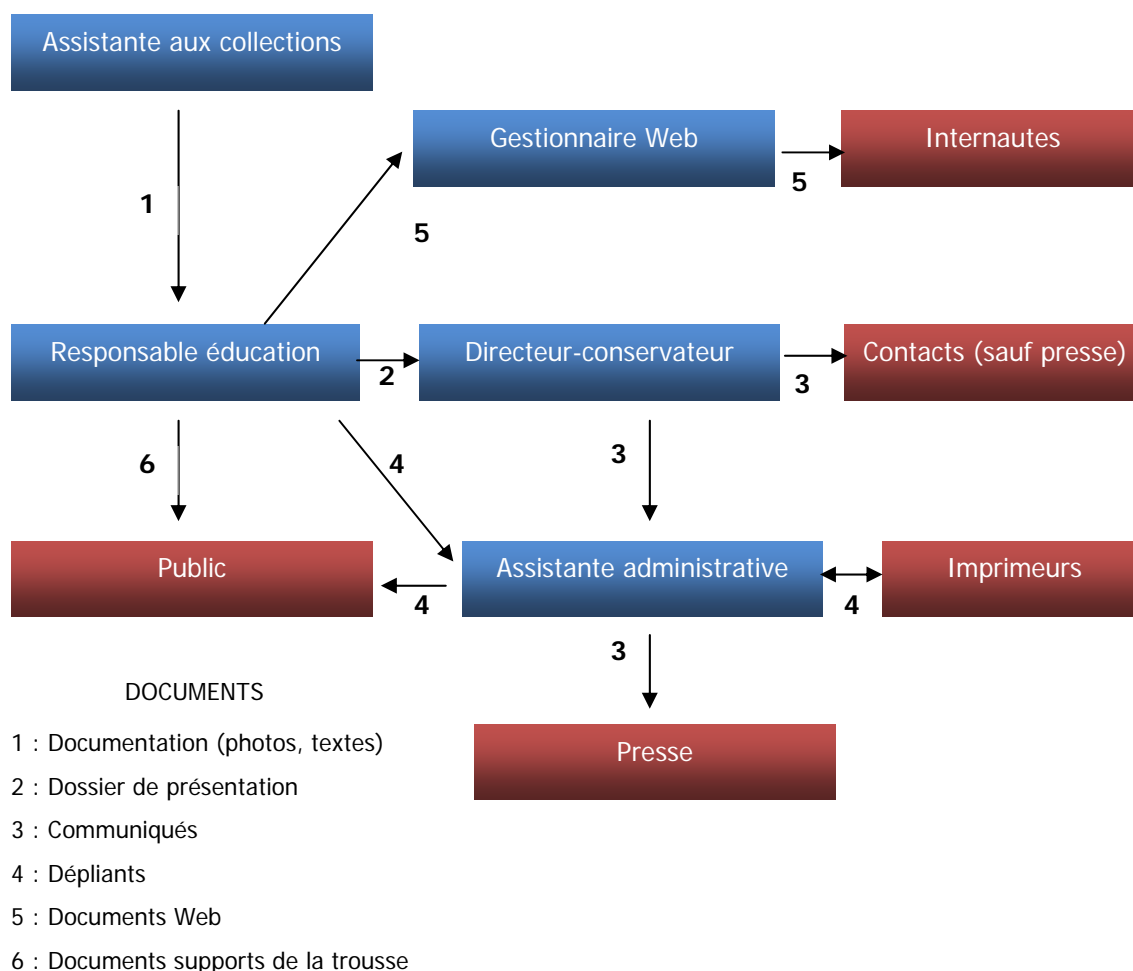 Assistante aux collections
Gestionnaire Web
Internautes
5
1
5
Responsable éducation
Directeur-conservateur
Contacts (sauf presse)
2
3
6
4
3
Public
Assistante administrative
Imprimeurs
4
4
3
DOCUMENTS
1 : Documentation (photos, textes)
Presse
2 : Dossier de présentation
3 : Communiqués
4 : Dépliants
5 : Documents Web
6 : Documents supports de la trousse